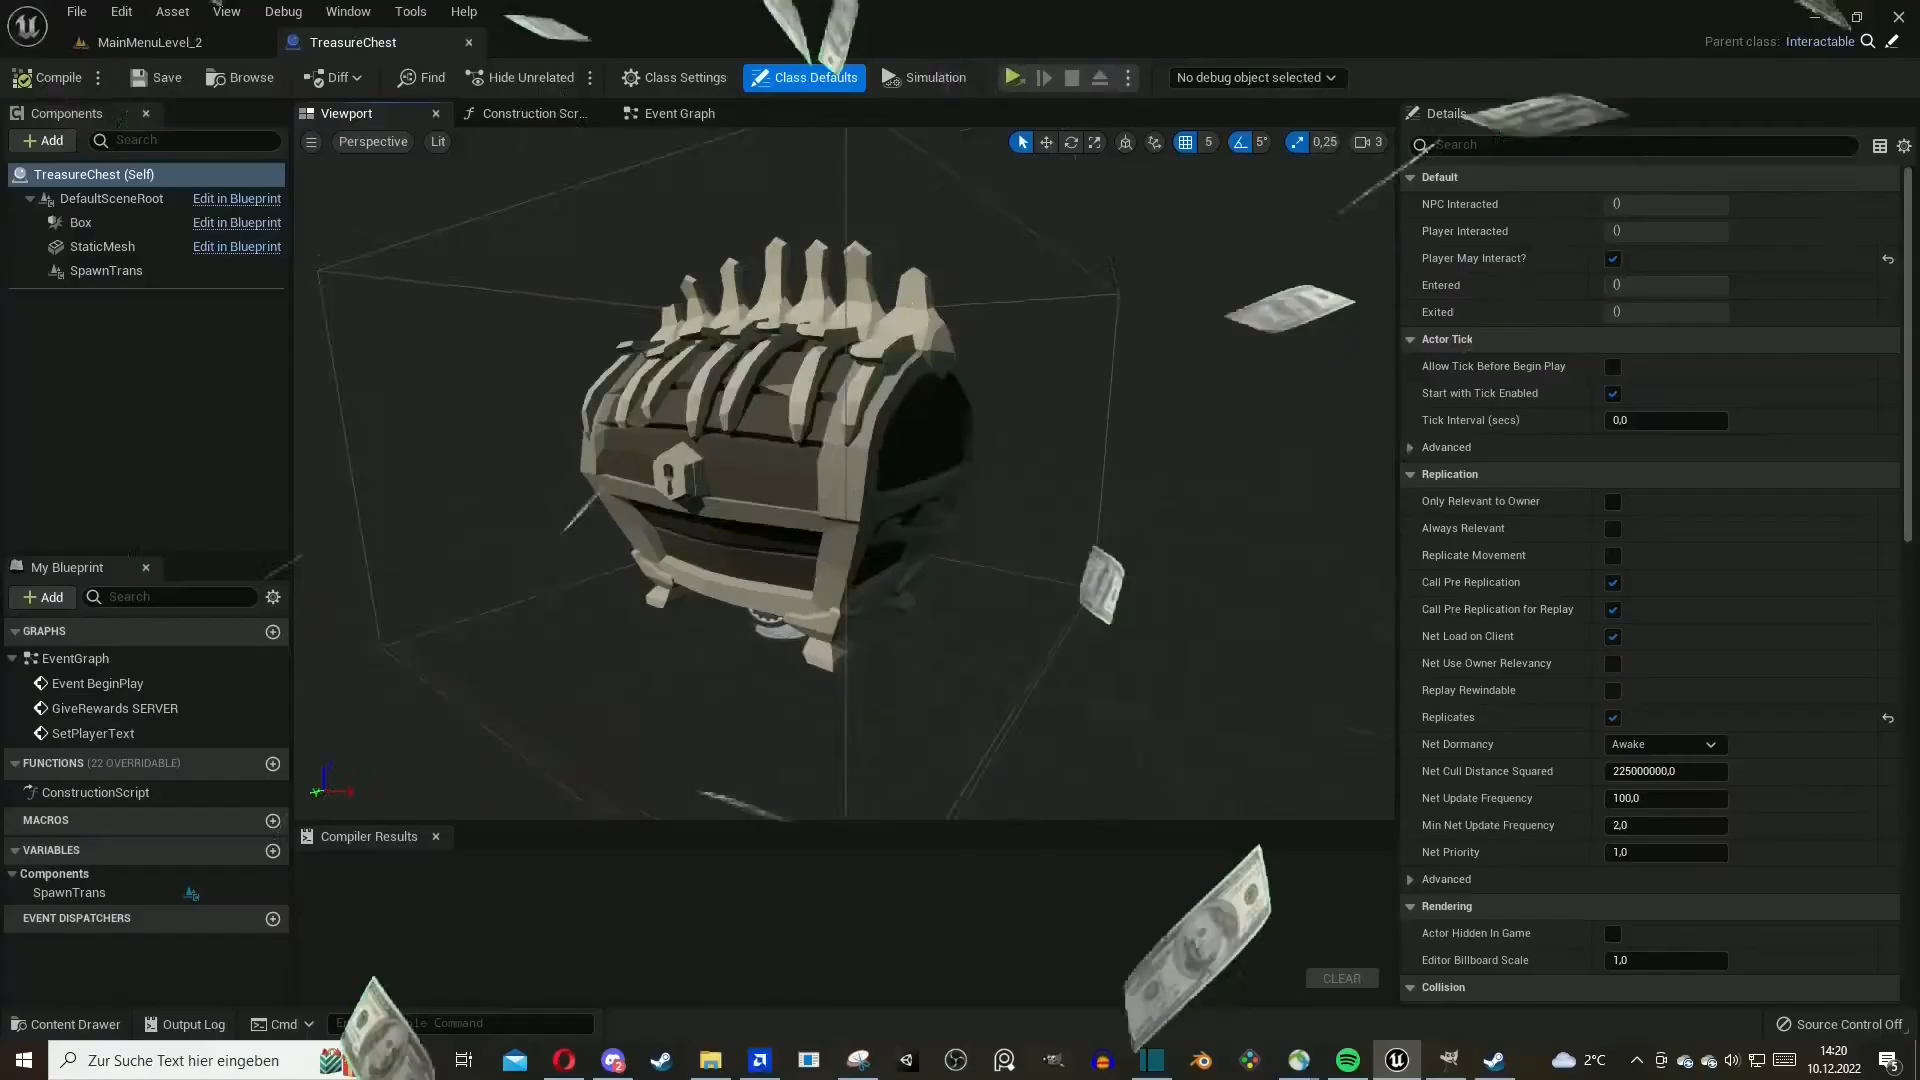 File Edit Asset View Debug Window Tools Help
MainMenuLevel_2 TreasureChest
Parent class: Interactable
Compile Save Browse Diff Find Hide Unrelated Class Settings Class Defaults Simulation No debug object selected
Components
Add Search
TreasureChest (Self)
DefaultSceneRoot Edit in Blueprint
Box Edit in Blueprint
StaticMesh Edit in Blueprint
SpawnTrans
My Blueprint
Add Search
GRAPHS
EventGraph
Event BeginPlay
GiveRewards SERVER
SetPlayerText
FUNCTIONS (22 OVERRIDABLE)
ConstructionScript
MACROS
VARIABLES
Components
SpawnTrans
EVENT DISPATCHERS
Viewport Construction Scr... Event Graph
Perspective Lit 5 5° 0,25 3
Compiler Results
CLEAR
Details
Search
Default
NPC Interacted ()
Player Interacted ()
Player May Interact?
Entered ()
Exited ()
Actor Tick
Allow Tick Before Begin Play
Start with Tick Enabled
Tick Interval (secs) 0,0
Advanced
Replication
Only Relevant to Owner
Always Relevant
Replicate Movement
Call Pre Replication
Call Pre Replication for Replay
Net Load on Client
Net Use Owner Relevancy
Replay Rewindable
Replicates
Net Dormancy Awake
Net Cull Distance Squared 225000000,0
Net Update Frequency 100,0
Min Net Update Frequency 2,0
Net Priority 1,0
Advanced
Rendering
Actor Hidden In Game
Editor Billboard Scale 1,0
Collision
Content Drawer Output Log Cmd Command Source Control Off
Zur Suche Text hier eingeben
2 2°C 14:20
10.12.2022 5